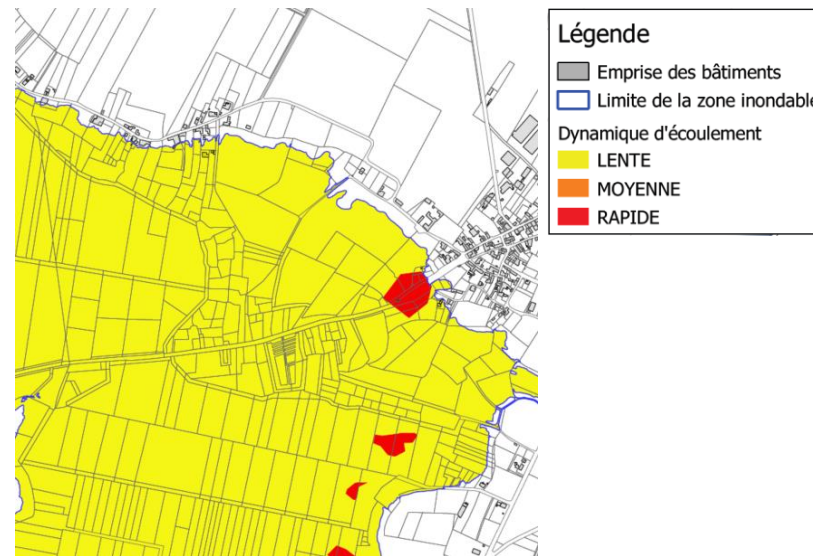 Légende
Emprise des bâtiments
Limite de la zone inondable
Dynamique d'écoulement
LENTE
MOYENNE
RAPIDE